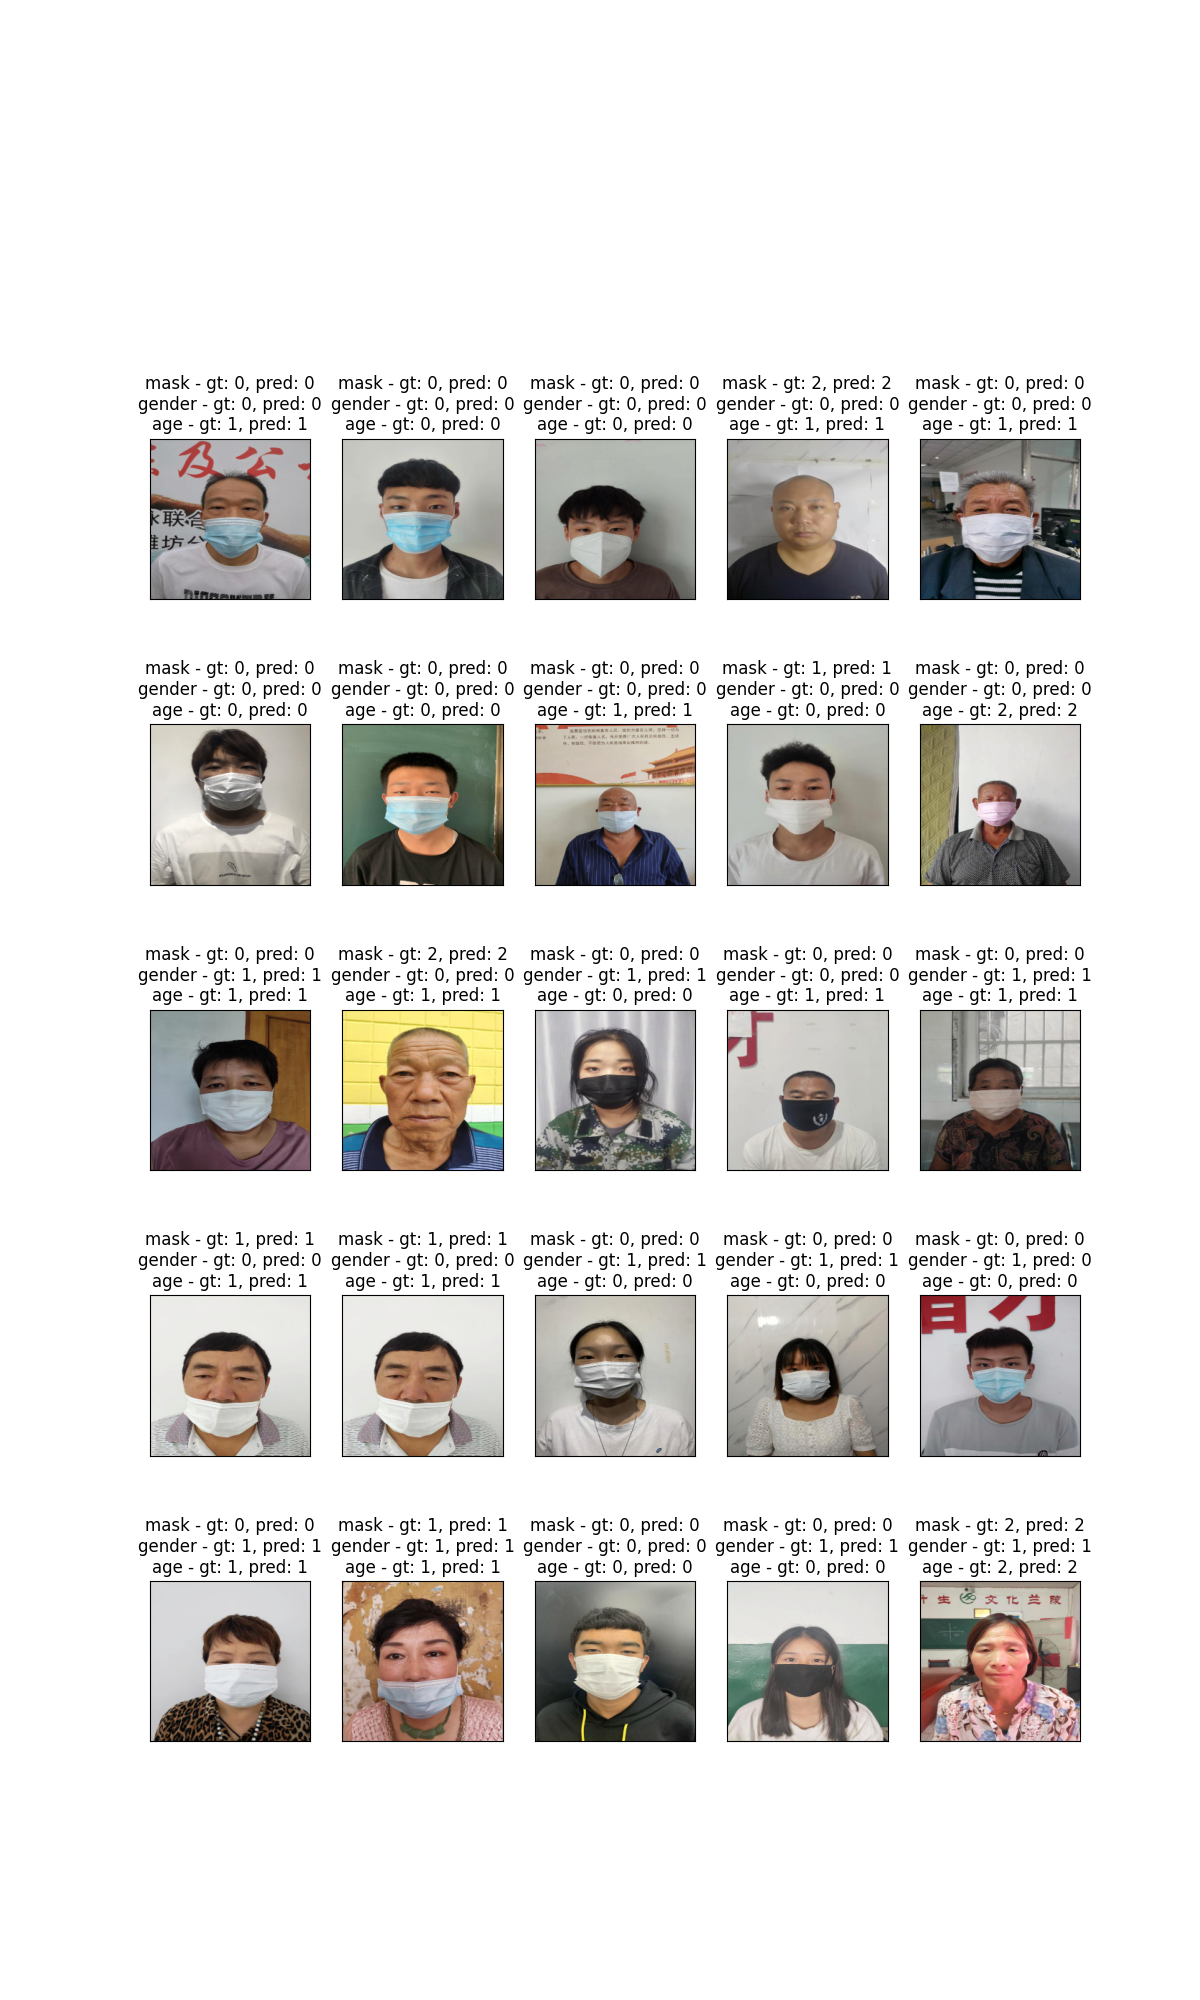 mask - gt: 0, pred: 0
gender - gt: 0, pred: 0
age - gt: 1, pred: 1
及公
联合
坊
mask - gt: 0, pred: 0
gender - gt: 0, pred: 0
age - gt: 0, pred: 0
mask - gt: 0, pred: 0
gender - gt: 0, pred: 0
age - gt: 0, pred: 0
mask - gt: 2, pred: 2
gender - gt: 0, pred: 0
age - gt: 1, pred: 1
mask - gt: 0, pred: 0
gender - gt: 0, pred: 0
age - gt: 1, pred: 1
mask - gt: 0, pred: 0
gender - gt: 0, pred: 0
age - gt: 0, pred: 0
mask - gt: 0, pred: 0
gender - gt: 0, pred: 0
age - gt: 0, pred: 0
mask - gt: 0, pred: 0
gender - gt: 0, pred: 0
age - gt: 1, pred: 1
mask - gt: 1, pred: 1
gender - gt: 0, pred: 0
age - gt: 0, pred: 0
mask - gt: 0, pred: 0
gender - gt: 0, pred: 0
age - gt: 2, pred: 2
mask - gt: 0, pred: 0
gender - gt: 1, pred: 1
age - gt: 1, pred: 1
mask - gt: 2, pred: 2
gender - gt: 0, pred: 0
age - gt: 1, pred: 1
mask - gt: 0, pred: 0
gender - gt: 1, pred: 1
age - gt: 0, pred: 0
mask - gt: 0, pred: 0
gender - gt: 0, pred: 0
age - gt: 1, pred: 1
mask - gt: 0, pred: 0
gender - gt: 1, pred: 1
age - gt: 1, pred: 1
mask - gt: 1, pred: 1
gender - gt: 0, pred: 0
age - gt: 1, pred: 1
mask - gt: 1, pred: 1
gender - gt: 0, pred: 0
age - gt: 1, pred: 1
mask - gt: 0, pred: 0
gender - gt: 1, pred: 1
age - gt: 0, pred: 0
mask - gt: 0, pred: 0
gender - gt: 1, pred: 1
age - gt: 0, pred: 0
mask - gt: 0, pred: 0
gender - gt: 1, pred: 0
age - gt: 0, pred: 0
mask - gt: 0, pred: 0
gender - gt: 1, pred: 1
age - gt: 1, pred: 1
mask - gt: 1, pred: 1
gender - gt: 1, pred: 1
age - gt: 1, pred: 1
mask - gt: 0, pred: 0
gender - gt: 0, pred: 0
age - gt: 0, pred: 0
mask - gt: 0, pred: 0
gender - gt: 1, pred: 1
age - gt: 0, pred: 0
mask - gt: 2, pred: 2
gender - gt: 1, pred: 1
age - gt: 2, pred: 2
生 文化兰陵